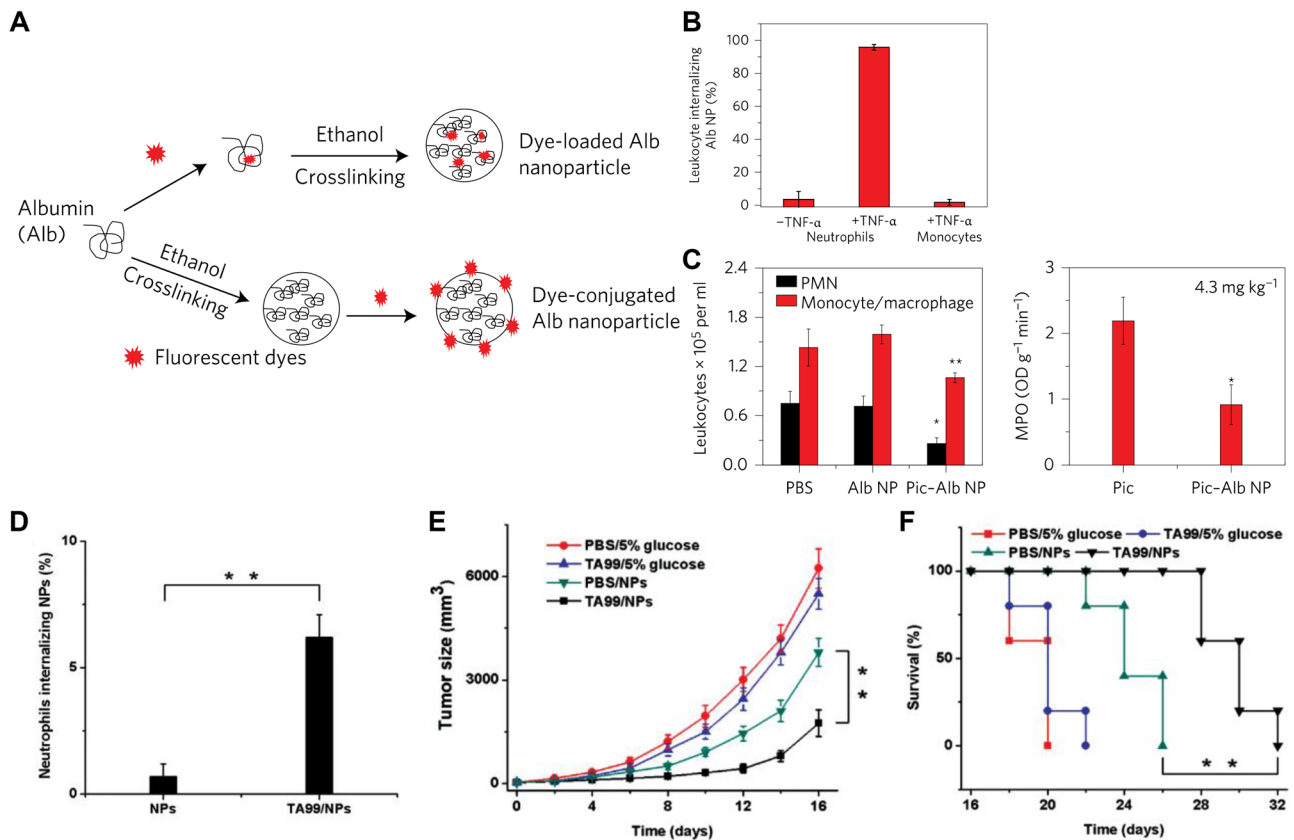 A
Albumin
(Alb)
Ethanol
Crosslinking
Dye-loaded Alb
nanoparticle
Ethanol
Crosslinking
Dye-conjugated
Alb nanoparticle
Fluorescent dyes
B
Leukocyte internalizing
Alb NP (%)
100
80
60
40
20
0
−TNF-α +TNF-α +TNF-α
Neutrophils Monocytes
C
Leukocytes × 10⁵ per ml
2.4
1.8
1.2
0.6
0.0
PMN
Monocyte/macrophage
*
**
PBS Alb NP Pic–Alb NP
MPO (OD g⁻¹ min⁻¹)
3
2
1
0
4.3 mg kg⁻¹
*
Pic Pic–Alb NP
D
Neutrophils internalizing NPs (%)
10
5
0
* *
NPs TA99/NPs
E
Tumor size (mm³)
6000
3000
0
PBS/5% glucose
TA99/5% glucose
PBS/NPs
TA99/NPs
* *
0 4 8 12 16
Time (days)
F
PBS/5% glucose TA99/5% glucose
PBS/NPs TA99/NPs
Survival (%)
100
50
0
* *
16 20 24 28 32
Time (days)